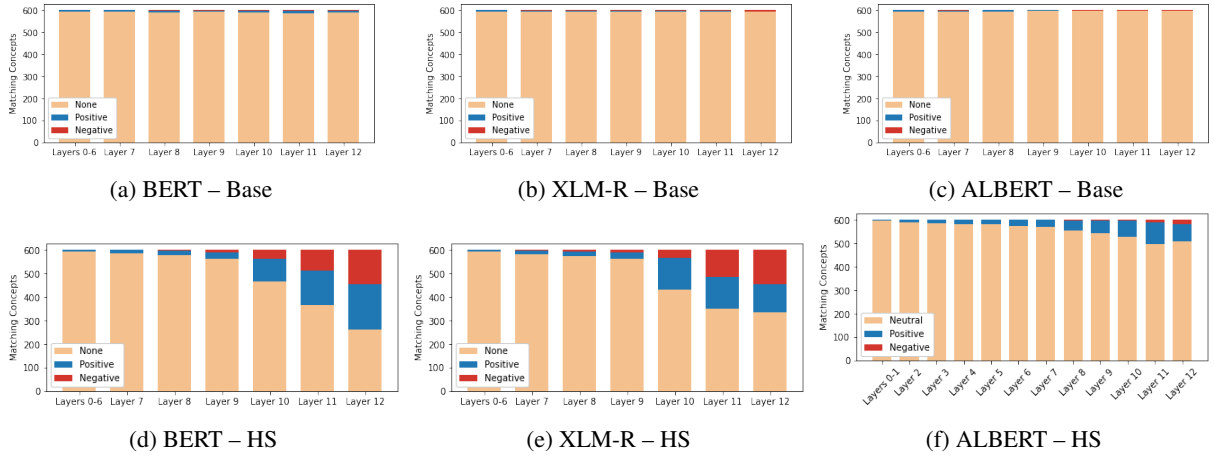 600
500
400
300
200
100
0
Matching Concepts
None
Positive
Negative
Layers 0-6 Layer 7 Layer 8 Layer 9 Layer 10 Layer 11 Layer 12
(a) BERT – Base
600
500
400
300
200
100
0
Matching Concepts
None
Positive
Negative
Layers 0-6 Layer 7 Layer 8 Layer 9 Layer 10 Layer 11 Layer 12
(b) XLM-R – Base
600
500
400
300
200
100
0
Matching Concepts
None
Positive
Negative
Layers 0-6 Layer 7 Layer 8 Layer 9 Layer 10 Layer 11 Layer 12
(c) ALBERT – Base
600
500
400
300
200
100
0
Matching Concepts
None
Positive
Negative
Layers 0-6 Layer 7 Layer 8 Layer 9 Layer 10 Layer 11 Layer 12
(d) BERT – HS
600
500
400
300
200
100
0
Matching Concepts
None
Positive
Negative
Layers 0-6 Layer 7 Layer 8 Layer 9 Layer 10 Layer 11 Layer 12
(e) XLM-R – HS
600
500
400
300
200
100
0
Matching Concepts
Neutral
Positive
Negative
Layers 0-1 Layer 2 Layer 3 Layer 4 Layer 5 Layer 6 Layer 7 Layer 8 Layer 9 Layer 10 Layer 11 Layer 12
(f) ALBERT – HS